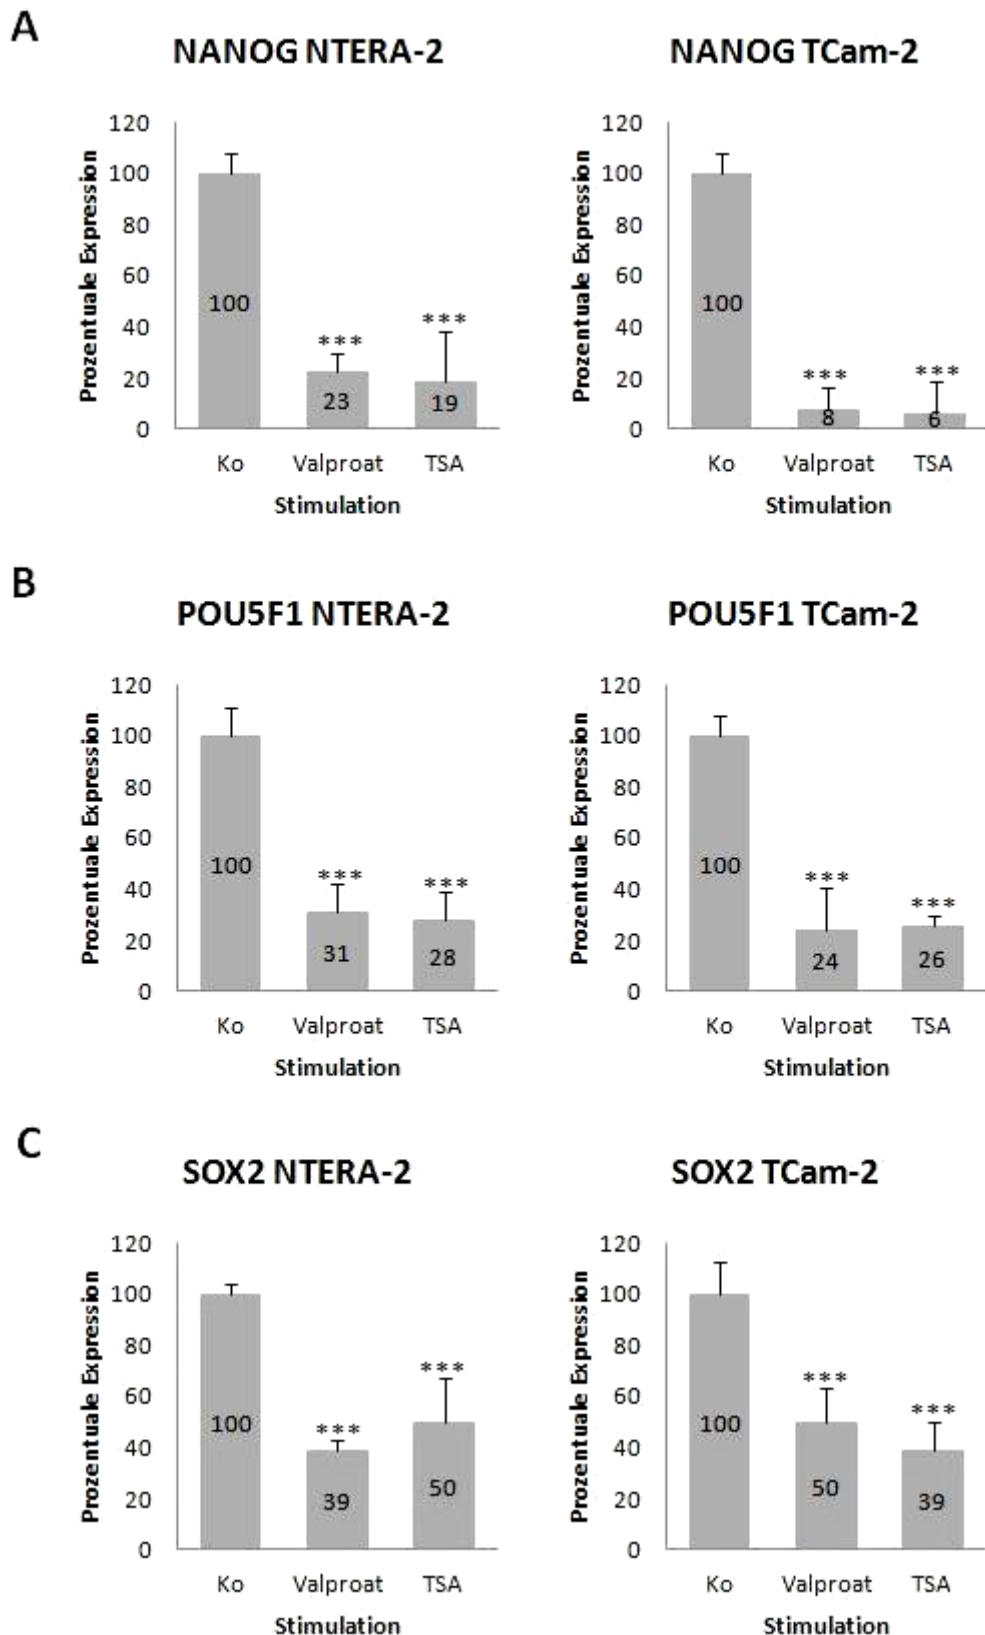 A
NANOG NTERA-2
Prozentuale Expression
120
100
80
60
40
20
0
100
***
23
***
19
Ko Valproat TSA
Stimulation
NANOG TCam-2
Prozentuale Expression
120
100
80
60
40
20
0
100
***
8
***
6
Ko Valproat TSA
Stimulation
B
POU5F1 NTERA-2
Prozentuale Expression
120
100
80
60
40
20
0
100
***
31
***
28
Ko Valproat TSA
Stimulation
POU5F1 TCam-2
Prozentuale Expression
120
100
80
60
40
20
0
100
***
24
***
26
Ko Valproat TSA
Stimulation
C
SOX2 NTERA-2
Prozentuale Expression
120
100
80
60
40
20
0
100
***
39
***
50
Ko Valproat TSA
Stimulation
SOX2 TCam-2
Prozentuale Expression
120
100
80
60
40
20
0
100
***
50
***
39
Ko Valproat TSA
Stimulation